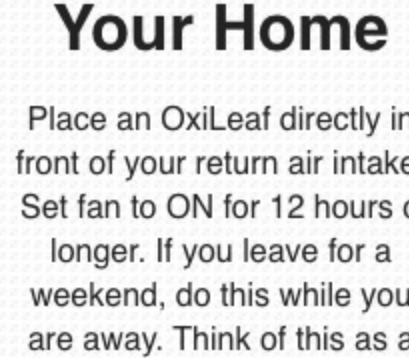 Your Home
Place an OxiLeaf directly in
front of your return air intake
Set fan to ON for 12 hours
longer. If you leave for a
weekend, do this while you
are away. Think of this as a